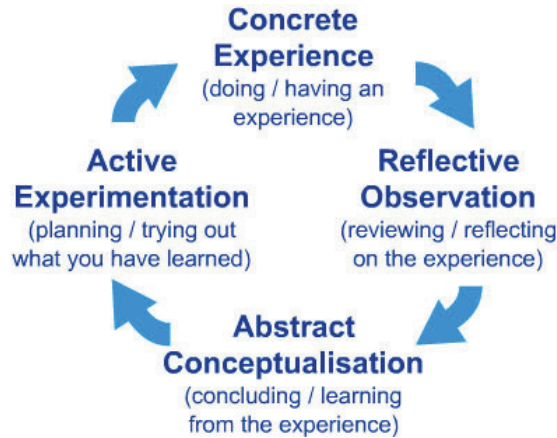 Concrete
Experience
(doing / having an
experience)
Reflective
Observation
(reviewing / reflecting
on the experience)
Abstract
Conceptualisation
(concluding / learning
from the experience)
Active
Experimentation
(planning / trying out
what you have learned)